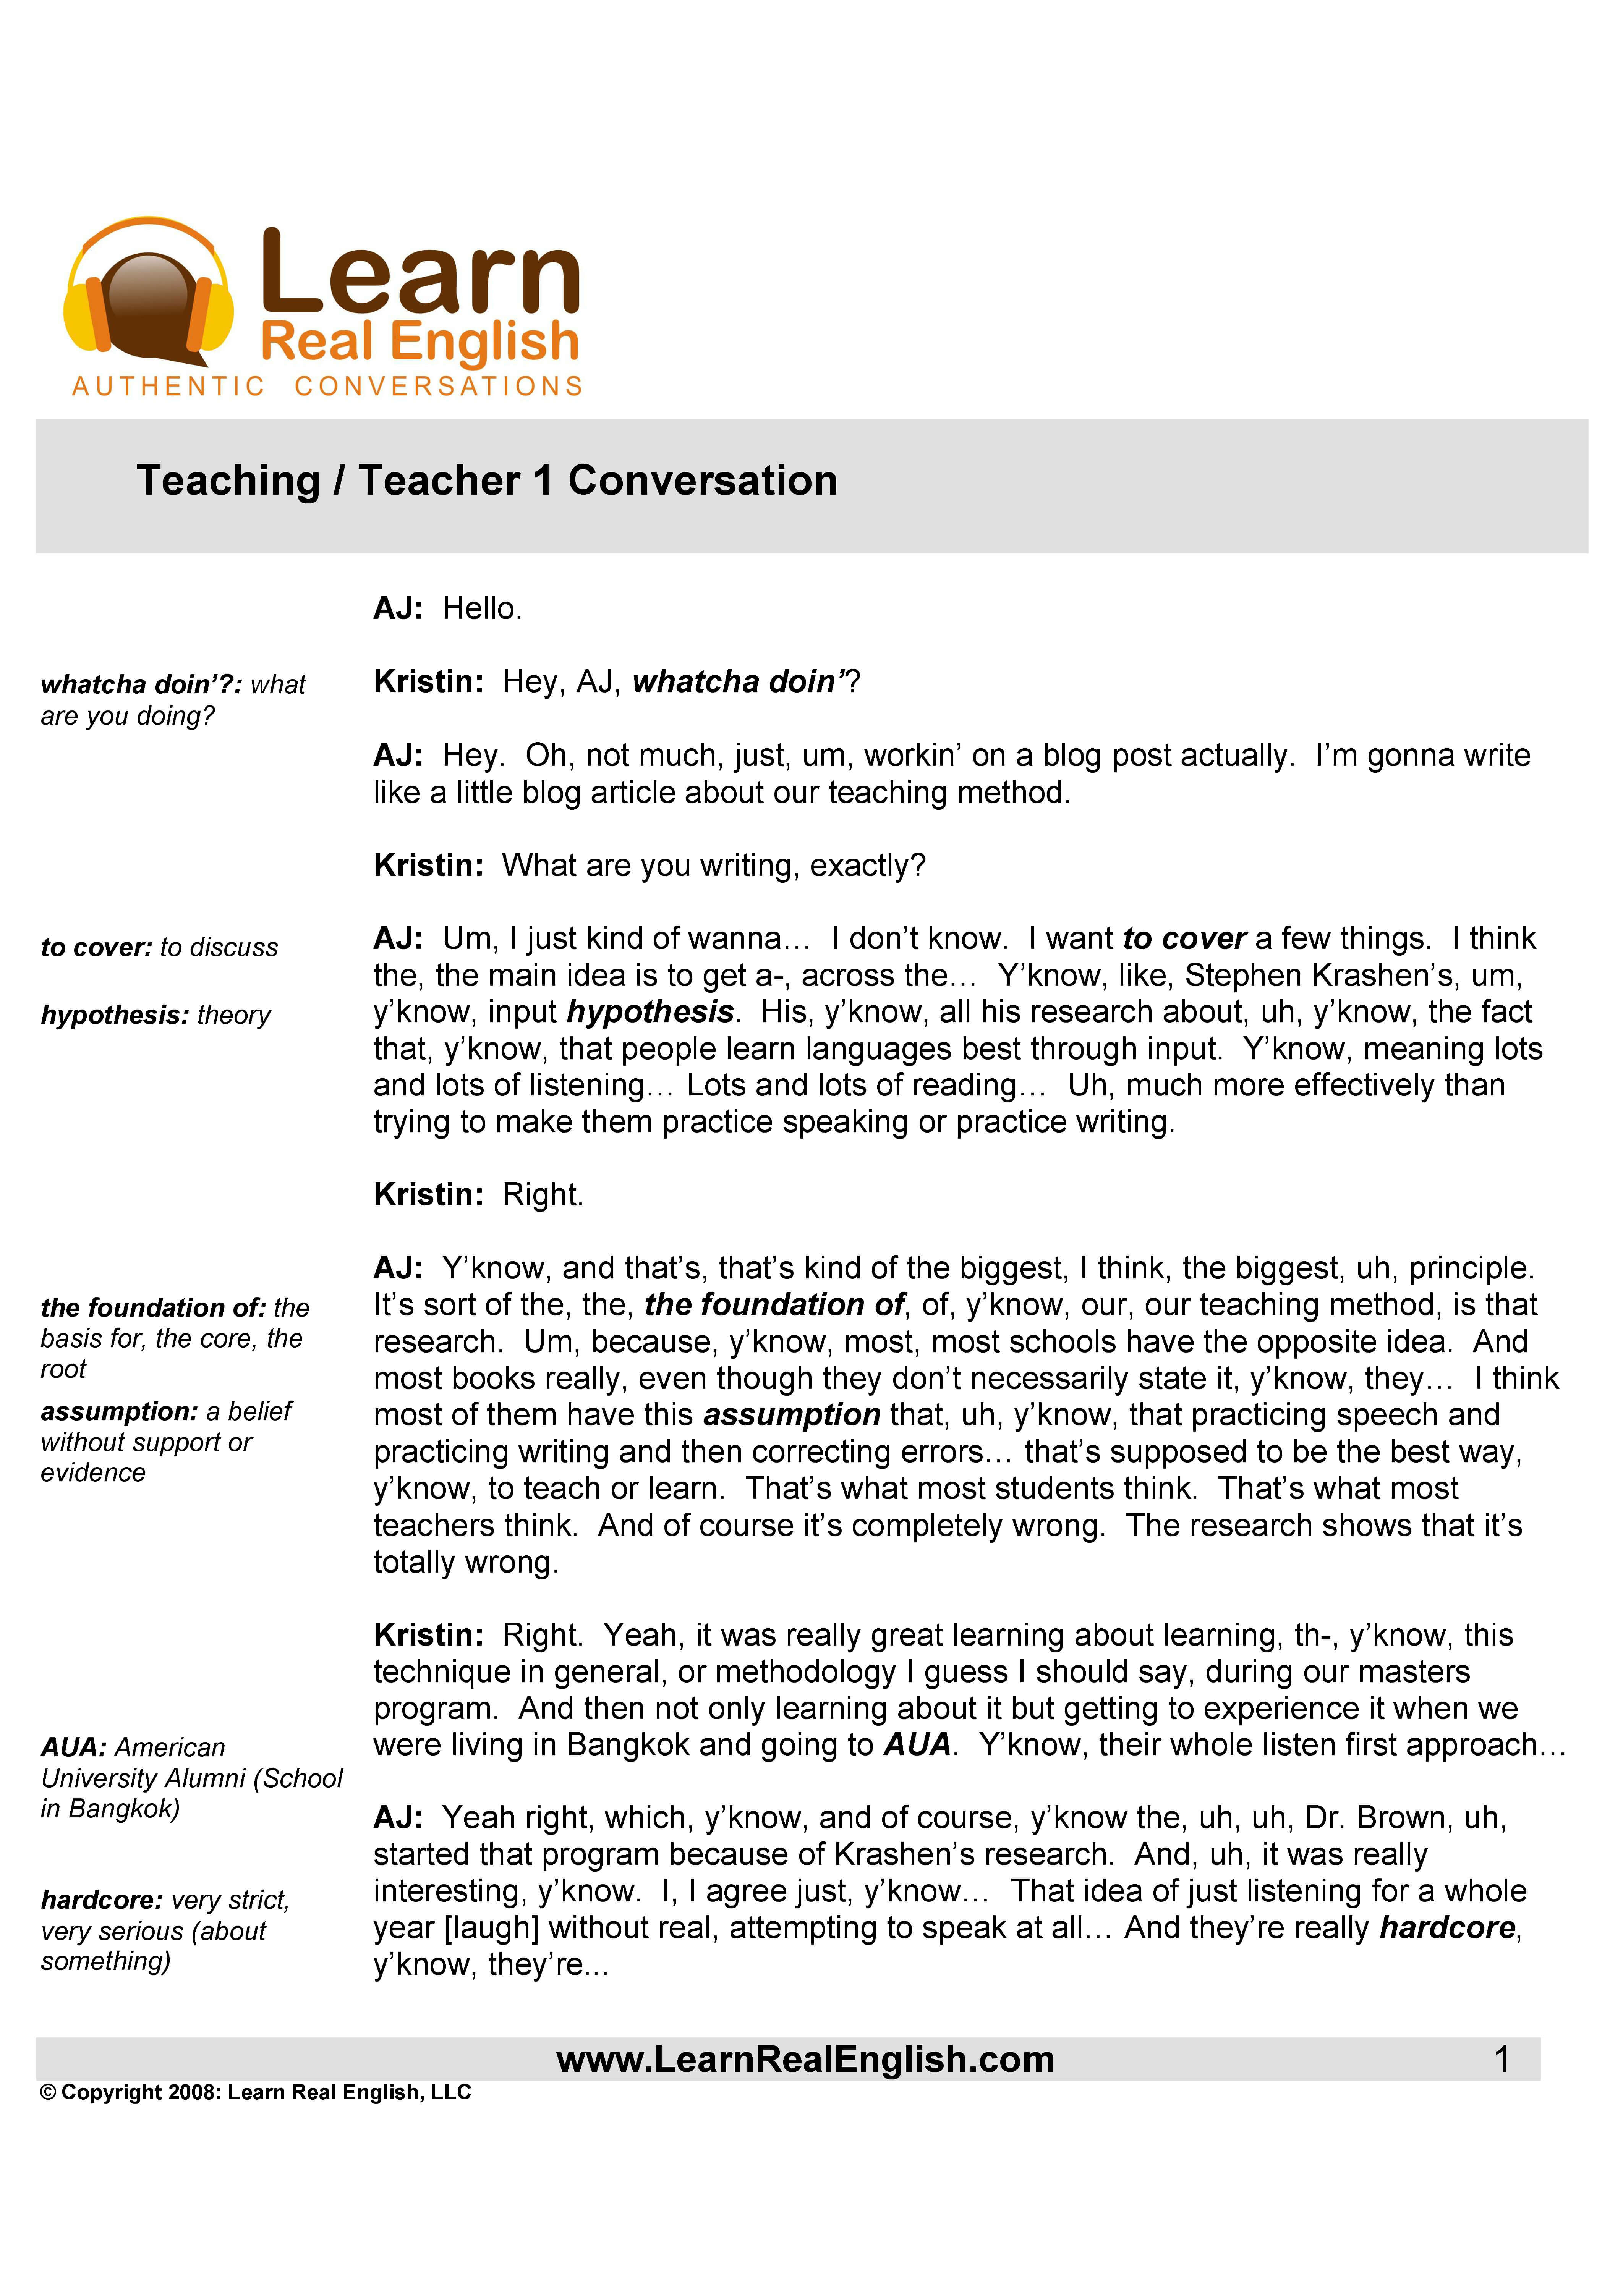 Learn
Real English
AUTHENTIC CONVERSATIONS
Teaching / Teacher 1 Conversation
AJ: Hello.
whatcha doin’?: what
are you doing?
Kristin: Hey, AJ, whatcha doin’?
AJ: Hey. Oh, not much, just, um, workin’ on a blog post actually. I’m gonna write
like a little blog article about our teaching method.
Kristin: What are you writing, exactly?
to cover: to discuss
hypothesis: theory
AJ: Um, I just kind of wanna… I don’t know. I want to cover a few things. I think
the, the main idea is to get a-, across the… Y’know, like, Stephen Krashen’s, um,
y’know, input hypothesis. His, y’know, all his research about, uh, y’know, the fact
that, y’know, that people learn languages best through input. Y’know, meaning lots
and lots of listening… Lots and lots of reading… Uh, much more effectively than
trying to make them practice speaking or practice writing.
Kristin: Right.
the foundation of: the
basis for, the core, the
root
assumption: a belief
without support or
evidence
AJ: Y’know, and that’s, that’s kind of the biggest, I think, the biggest, uh, principle.
It’s sort of the, the, the foundation of, of, y’know, our, our teaching method, is that
research. Um, because, y’know, most, most schools have the opposite idea. And
most books really, even though they don’t necessarily state it, y’know, they… I think
most of them have this assumption that, uh, y’know, that practicing speech and
practicing writing and then correcting errors… that’s supposed to be the best way,
y’know, to teach or learn. That’s what most students think. That’s what most
teachers think. And of course it’s completely wrong. The research shows that it’s
totally wrong.
Kristin: Right. Yeah, it was really great learning about learning, th-, y’know, this
technique in general, or methodology I guess I should say, during our masters
program. And then not only learning about it but getting to experience it when we
were living in Bangkok and going to AUA. Y’know, their whole listen first approach…
AUA: American
University Alumni (School
in Bangkok)
hardcore: very strict,
very serious (about
something)
AJ: Yeah right, which, y’know, and of course, y’know the, uh, uh, Dr. Brown, uh,
started that program because of Krashen’s research. And, uh, it was really
interesting, y’know. I, I agree just, y’know… That idea of just listening for a whole
year [laugh] without real, attempting to speak at all… And they’re really hardcore,
y’know, they’re...
www.LearnRealEnglish.com 1
© Copyright 2008: Learn Real English, LLC